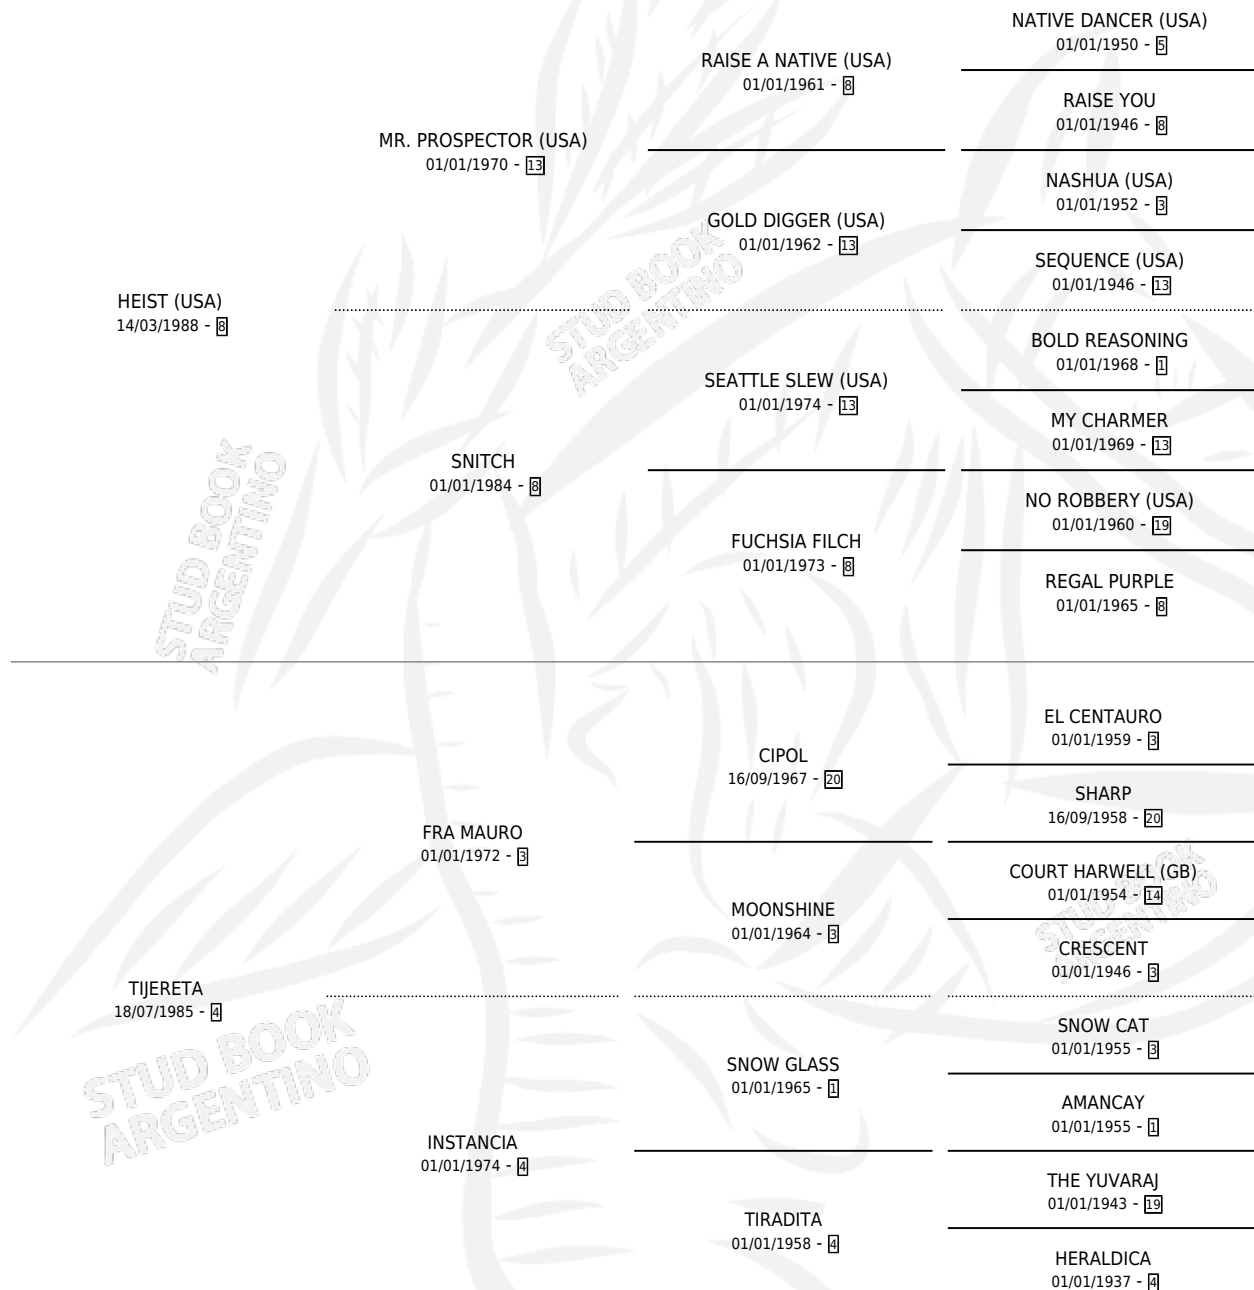 NATIVE DANCER (USA)
01/01/1950 - 5
RAISE A NATIVE (USA)
01/01/1961 - 8
RAISE YOU
01/01/1946 - 8
MR. PROSPECTOR (USA)
01/01/1970 - 13
NASHUA (USA)
01/01/1952 - 3
GOLD DIGGER (USA)
01/01/1962 - 13
SEQUENCE (USA)
01/01/1946 - 13
HEIST (USA)
14/03/1988 - 8
STUD BOOK
ARGENTINO
BOLD REASONING
01/01/1968 - 1
SEATTLE SLEW (USA)
01/01/1974 - 13
MY CHARMER
01/01/1969 - 13
SNITCH
01/01/1984 - 8
NO ROBBERY (USA)
01/01/1960 - 19
FUCHSIA FILCH
01/01/1973 - 8
REGAL PURPLE
01/01/1965 - 8
STUD BOOK
ARGENTINO
EL CENTAURO
01/01/1959 - 3
CIPOL
16/09/1967 - 20
SHARP
16/09/1958 - 20
FRA MAURO
01/01/1972 - 3
COURT HARWELL (GB)
01/01/1954 - 14
MOONSHINE
01/01/1964 - 3
STUD BOOK
ARGENTINO
CRESCENT
01/01/1946 - 3
TIJERETA
18/07/1985 - 4
SNOW CAT
01/01/1955 - 3
STUD BOOK
ARGENTINO
SNOW GLASS
01/01/1965 - 1
AMANCAY
01/01/1955 - 1
INSTANCIA
01/01/1974 - 4
THE YUVARAJ
01/01/1943 - 19
TIRADITA
01/01/1958 - 4
HERALDICA
01/01/1937 - 4